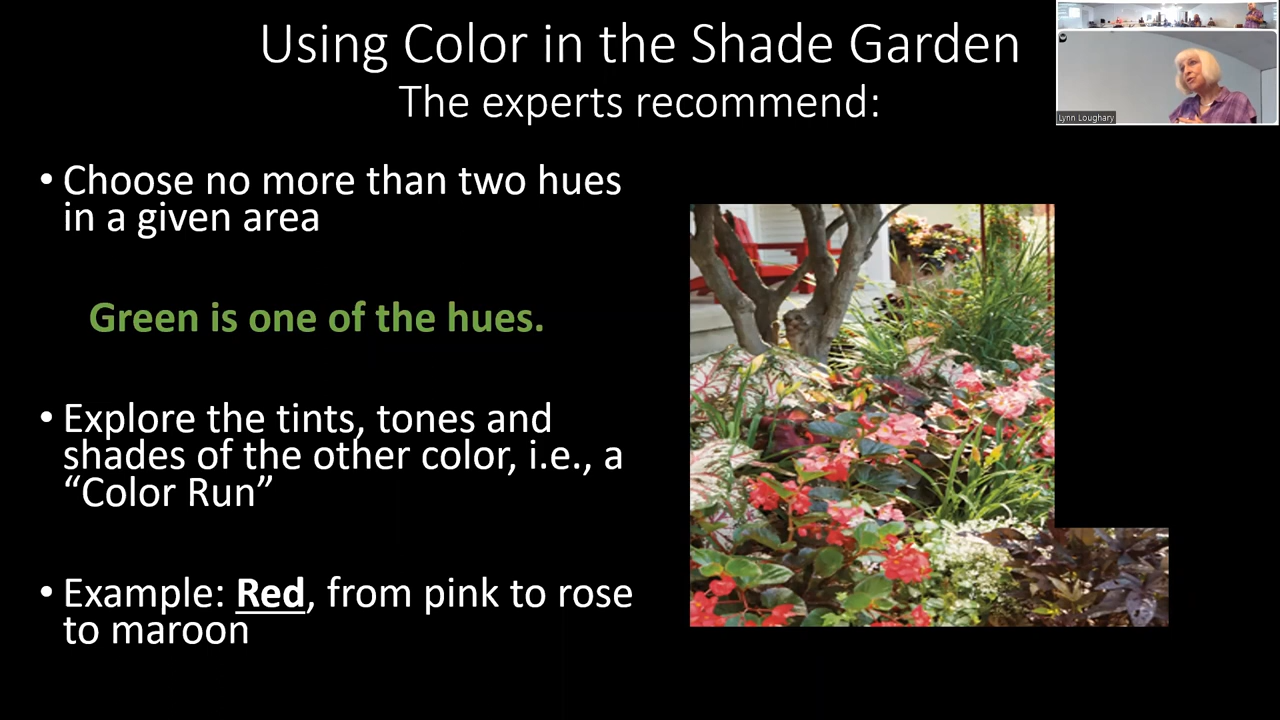 Using Color in the Shade Garden
The experts recommend:
Lynn Loughary
• Choose no more than two hues
in a given area
Green is one of the hues.
• Explore the tints, tones and
shades of the other color, i.e., a
“Color Run”
• Example: Red, from pink to rose
to maroon